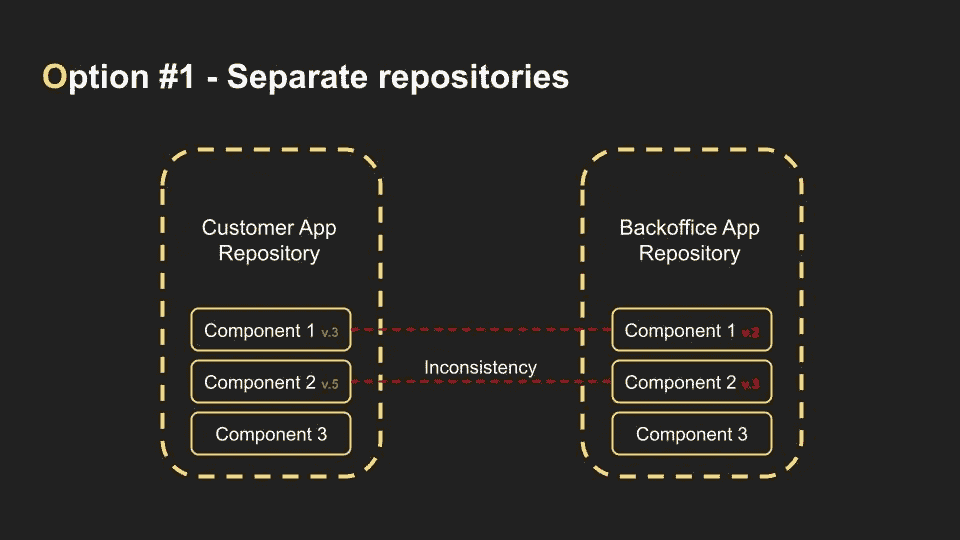 Option #1 - Separate repositories
Customer App
Repository
Component 1 v.3
Component 2 v.5
Component 3
Inconsistency
Backoffice App
Repository
Component 1 v.2
Component 2 v.3
Component 3